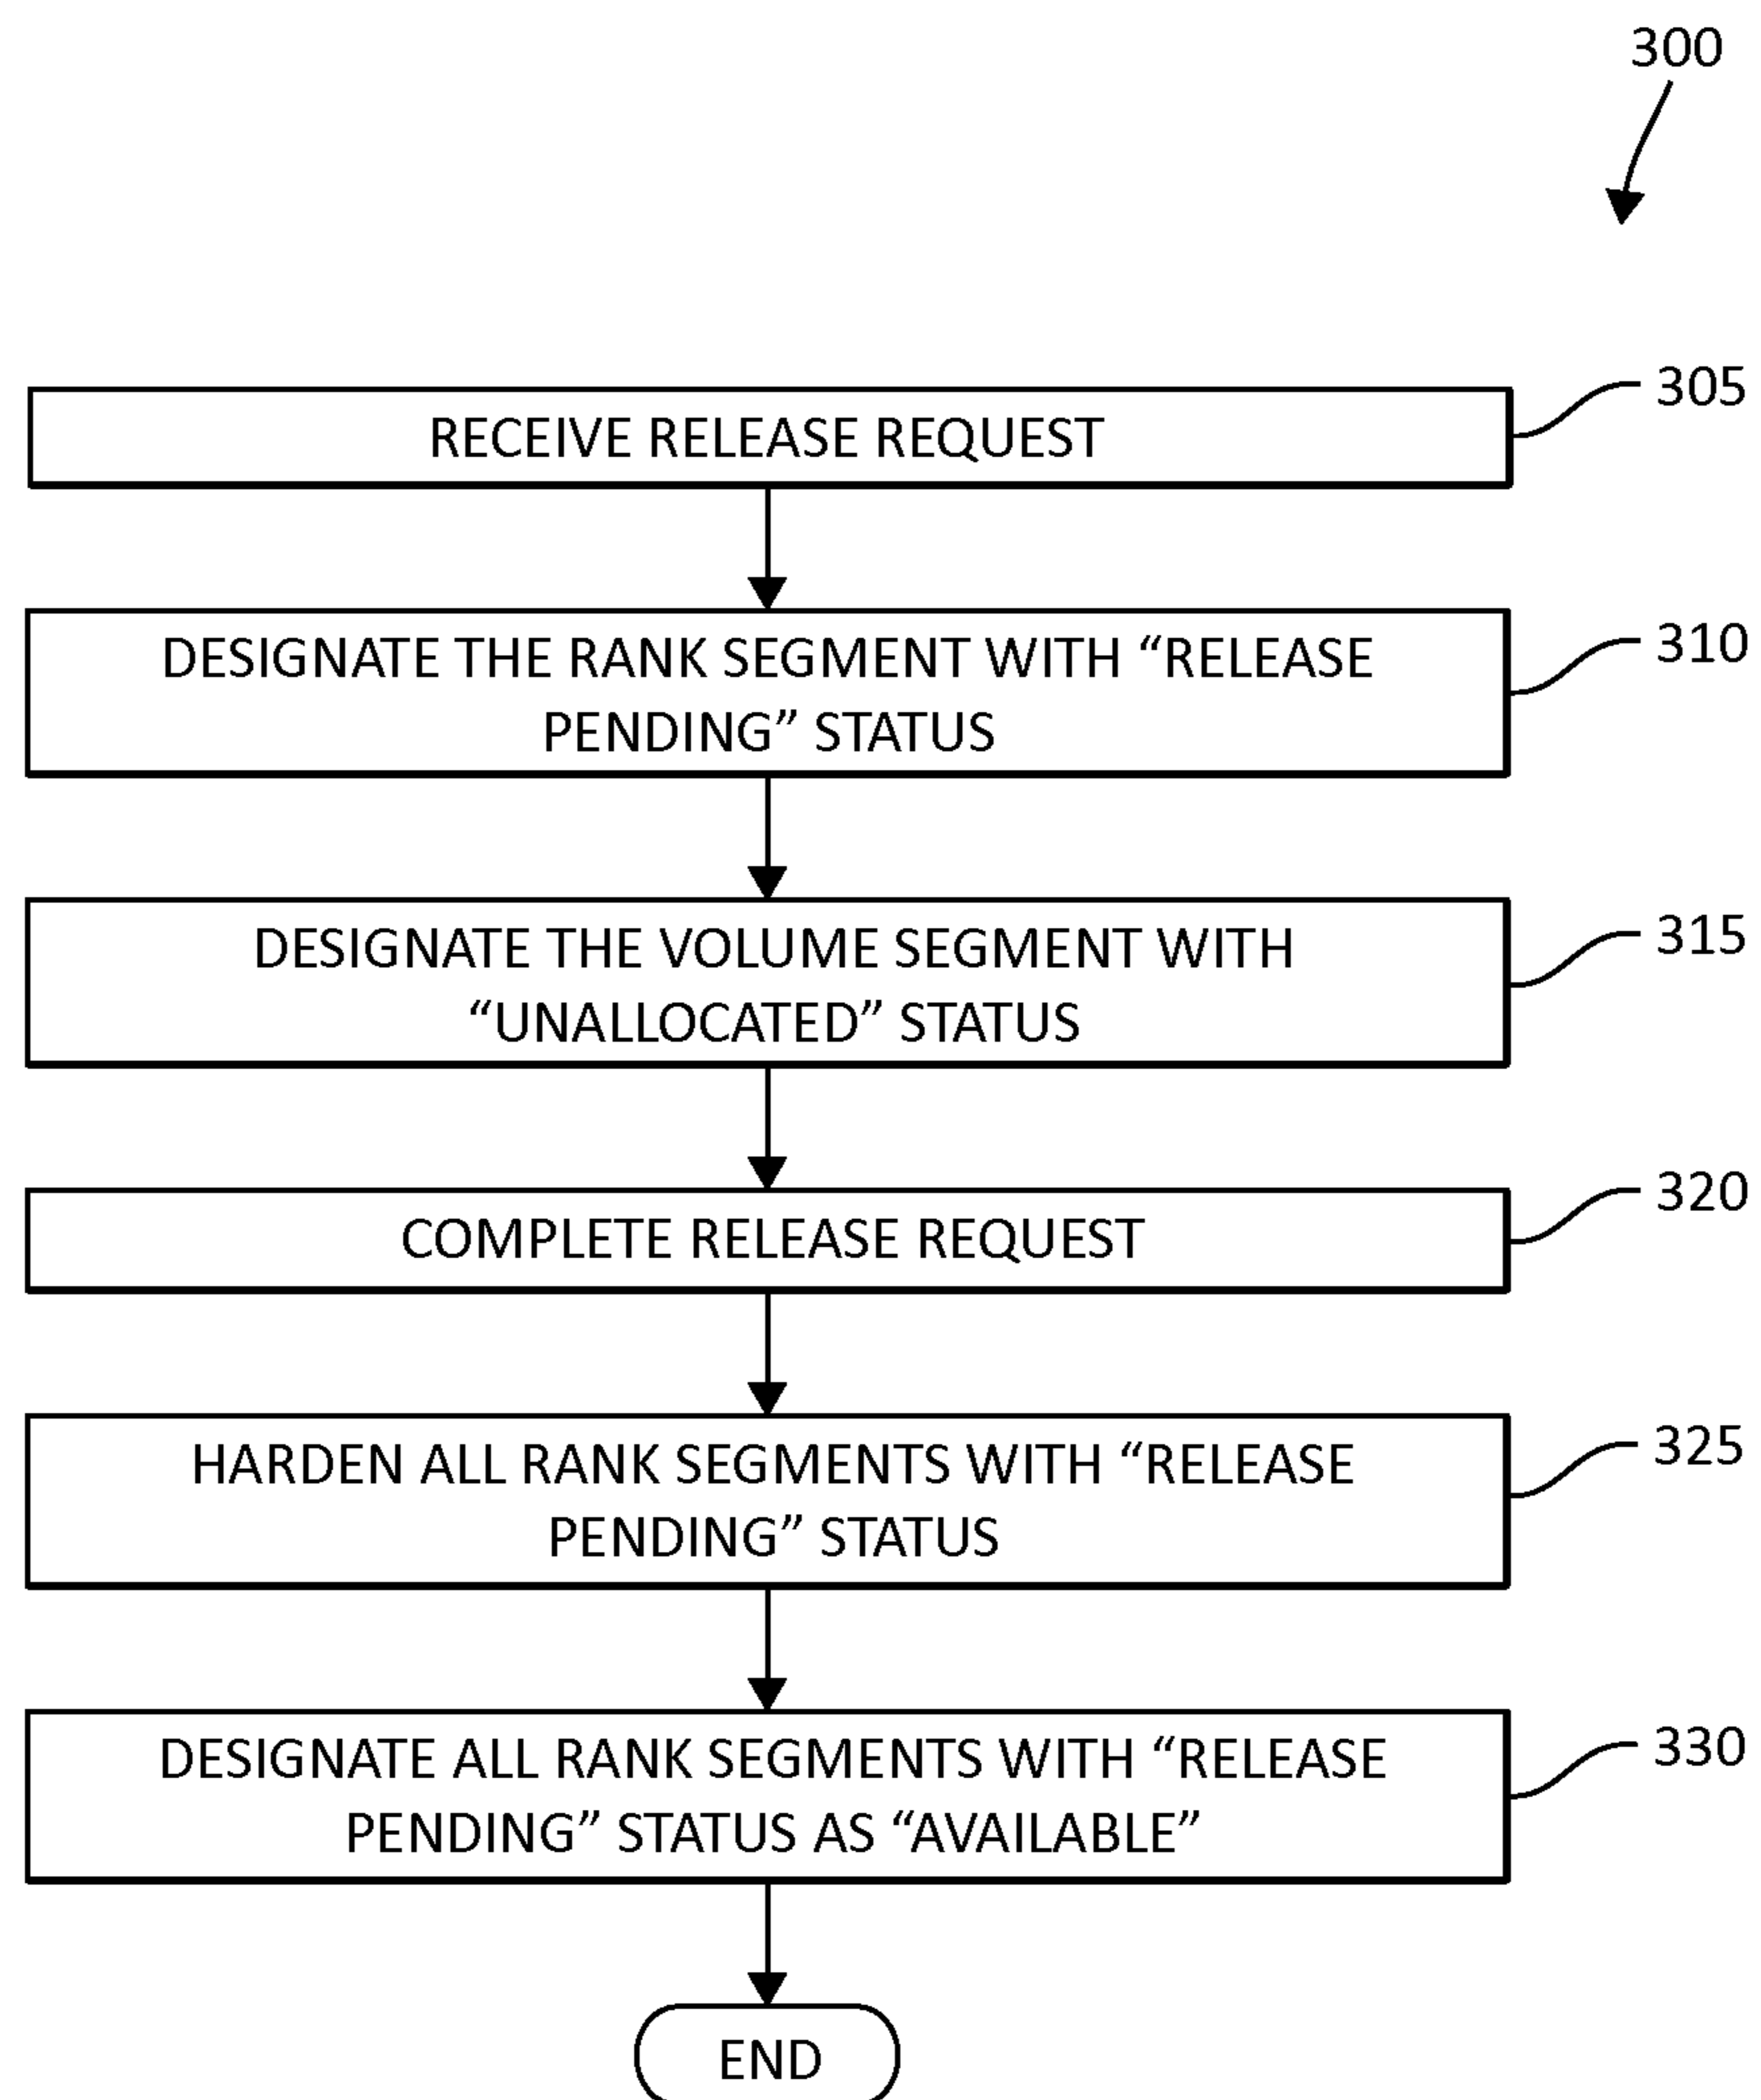 300
RECEIVE RELEASE REQUEST
305
DESIGNATE THE RANK SEGMENT WITH “RELEASE
PENDING” STATUS
310
DESIGNATE THE VOLUME SEGMENT WITH
“UNALLOCATED” STATUS
315
COMPLETE RELEASE REQUEST
320
HARDEN ALL RANK SEGMENTS WITH “RELEASE
PENDING” STATUS
325
DESIGNATE ALL RANK SEGMENTS WITH “RELEASE
PENDING” STATUS AS “AVAILABLE”
330
END